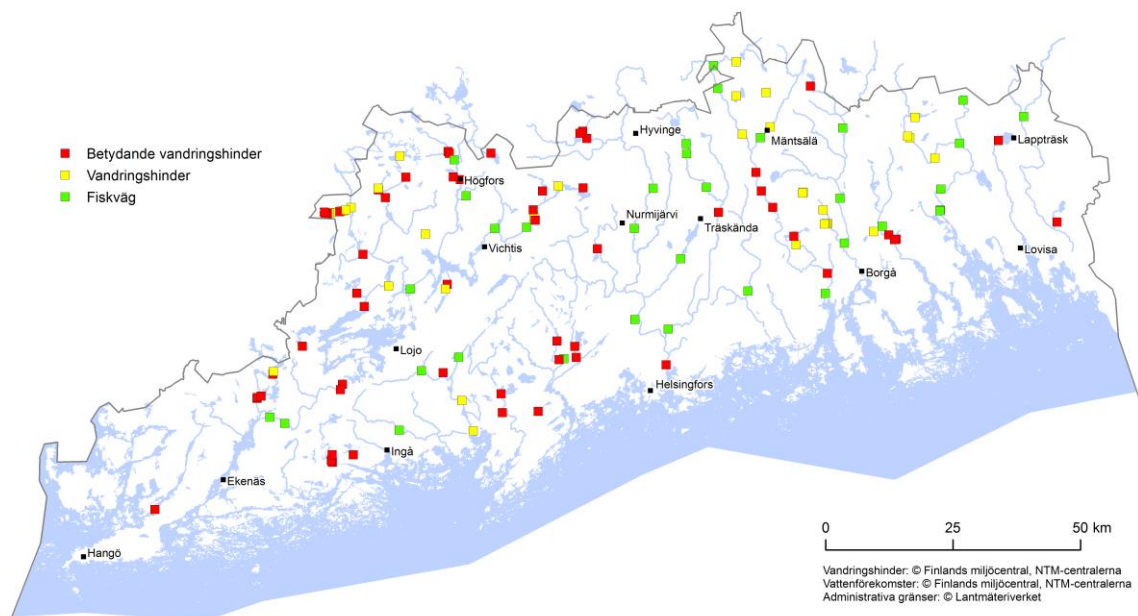 Betydande vandringshinder
Vandringshinder
Fiskväg
Hyvinge
Mäntsälä
Lappträsk
Högfors
Nurmijärvi
Träskända
Vichtis
Lovisa
Borgå
Lojo
Helsingfors
Ingå
Ekenäs
Hangö
0 25 50 km
Vandringshinder: © Finlands miljöcentral, NTM-centralerna
Vattenförekomster: © Finlands miljöcentral, NTM-centralerna
Administrativa gränser: © Lantmäteriverket